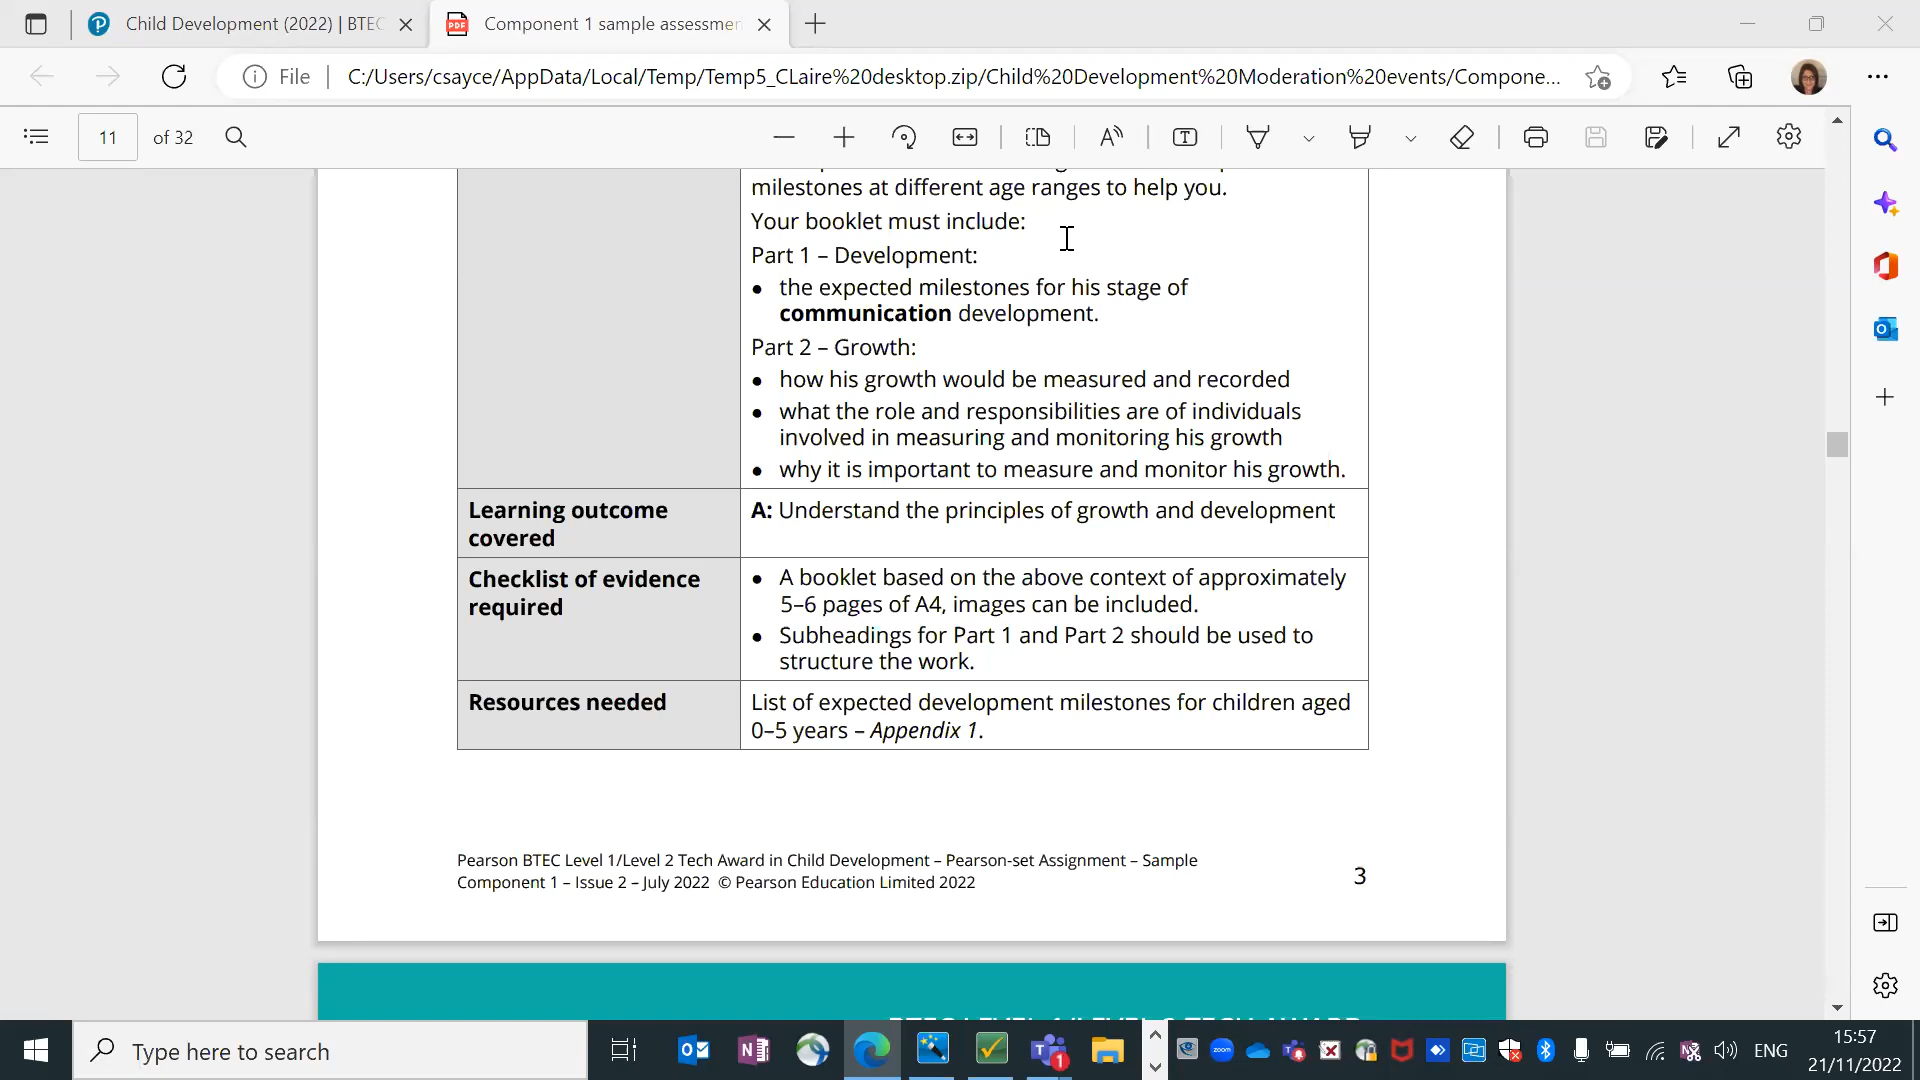 Child Development (2022) | BTEC
Component 1 sample assessme
File
C:/Users/csayce/AppData/Local/Temp/Temp5_CLaire%20desktop.zip/Child%20Development%20Moderation%20events/Compone...
11 of 32
milestones at different age ranges to help you.
Your booklet must include:
Part 1 – Development:
• the expected milestones for his stage of
communication development.
Part 2 – Growth:
• how his growth would be measured and recorded
• what the role and responsibilities are of individuals
involved in measuring and monitoring his growth
• why it is important to measure and monitor his growth.
Learning outcome
covered
A: Understand the principles of growth and development
Checklist of evidence
required
• A booklet based on the above context of approximately
5–6 pages of A4, images can be included.
• Subheadings for Part 1 and Part 2 should be used to
structure the work.
Resources needed
List of expected development milestones for children aged
0–5 years – Appendix 1.
Pearson BTEC Level 1/Level 2 Tech Award in Child Development – Pearson-set Assignment – Sample
Component 1 – Issue 2 – July 2022 © Pearson Education Limited 2022
3
Type here to search
zoom
1
ENG
15:57
21/11/2022